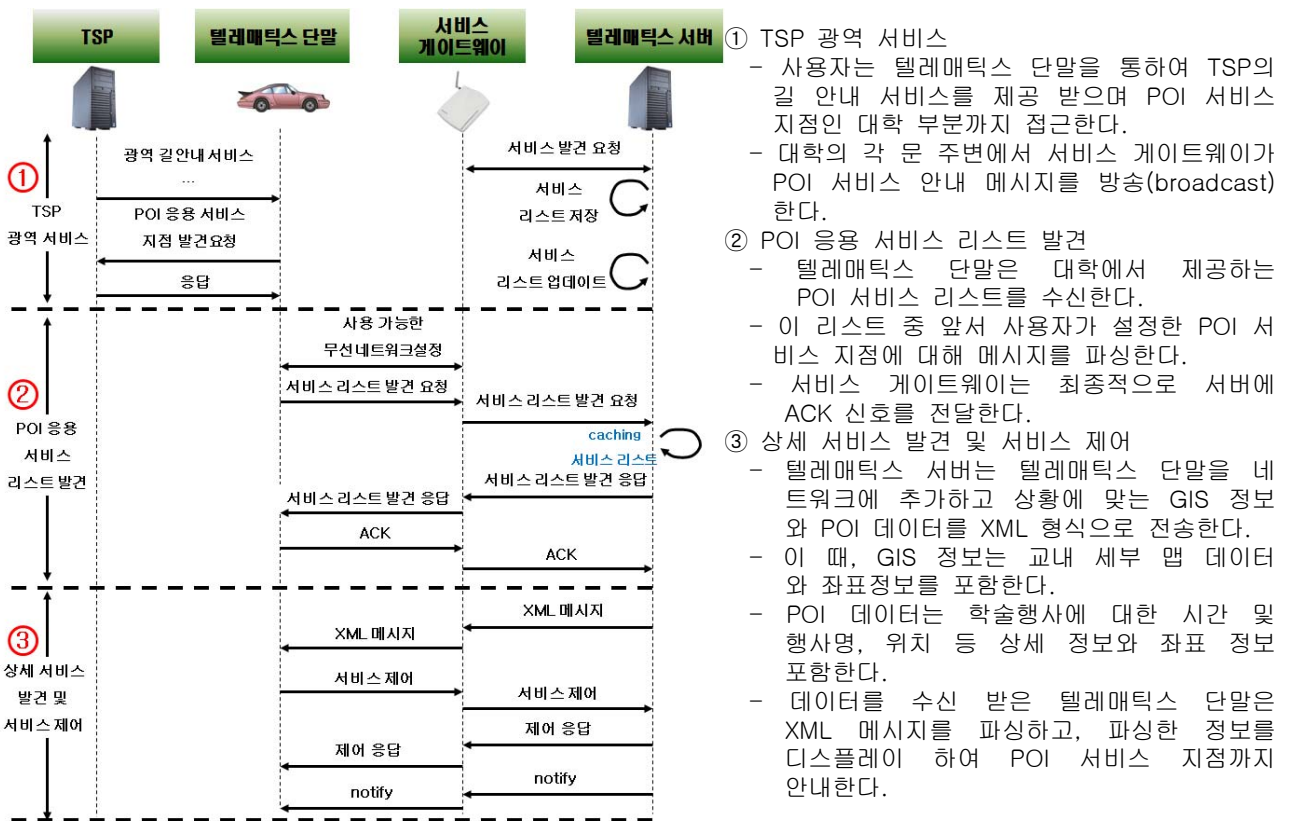 TSP
텔레매틱스 단말
서비스
게이트웨이
텔레매틱스 서버
①
TSP
광역 서비스
광역 길안내 서비스
...
POI 응용 서비스
지점 발견요청
응답
서비스 발견 요청
서비스
리스트 저장
서비스
리스트 업데이트
②
POI 응용
서비스
리스트 발견
사용 가능한
무선네트워크설정
서비스 리스트 발견 요청
서비스 리스트 발견 요청
caching
서비스 리스트
서비스 리스트 발견 응답
서비스 리스트 발견 응답
ACK
ACK
③
상세 서비스
발견 및
서비스 제어
XML 메시지
XML 메시지
서비스 제어
서비스 제어
제어 응답
제어 응답
notify
notify
① TSP 광역 서비스
- 사용자는 텔레매틱스 단말을 통하여 TSP의
길 안내 서비스를 제공 받으며 POI 서비스
지점인 대학 부분까지 접근한다.
- 대학의 각 문 주변에서 서비스 게이트웨이가
POI 서비스 안내 메시지를 방송(broadcast)
한다.
② POI 응용 서비스 리스트 발견
- 텔레매틱스 단말은 대학에서 제공하는
POI 서비스 리스트를 수신한다.
- 이 리스트 중 앞서 사용자가 설정한 POI 서
비스 지점에 대해 메시지를 파싱한다.
- 서비스 게이트웨이는 최종적으로 서버에
ACK 신호를 전달한다.
③ 상세 서비스 발견 및 서비스 제어
- 텔레매틱스 서버는 텔레매틱스 단말을 네
트워크에 추가하고 상황에 맞는 GIS 정보
와 POI 데이터를 XML 형식으로 전송한다.
- 이 때, GIS 정보는 교내 세부 맵 데이터
와 좌표정보를 포함한다.
- POI 데이터는 학술행사에 대한 시간 및
행사명, 위치 등 상세 정보와 좌표 정보
포함한다.
- 데이터를 수신 받은 텔레매틱스 단말은
XML 메시지를 파싱하고, 파싱한 정보를
디스플레이 하여 POI 서비스 지점까지
안내한다.